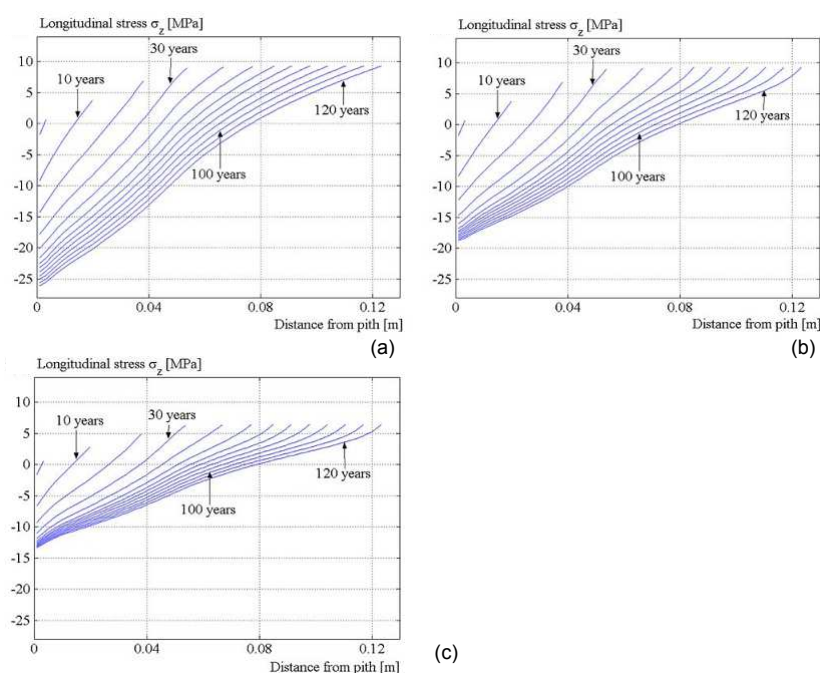 Longitudinal stress σz [MPa]
10
5
0
-5
-10
-15
-20
-25
10 years
30 years
100 years
120 years
0
0.04
0.08
0.12
Distance from pith [m]
(a)
Longitudinal stress σz [MPa]
10
5
0
-5
-10
-15
-20
-25
10 years
30 years
100 years
120 years
0
0.04
0.08
0.12
Distance from pith [m]
(b)
Longitudinal stress σz [MPa]
10
5
0
-5
-10
-15
-20
-25
10 years
30 years
100 years
120 years
0
0.04
0.08
0.12
Distance from pith [m]
(c)